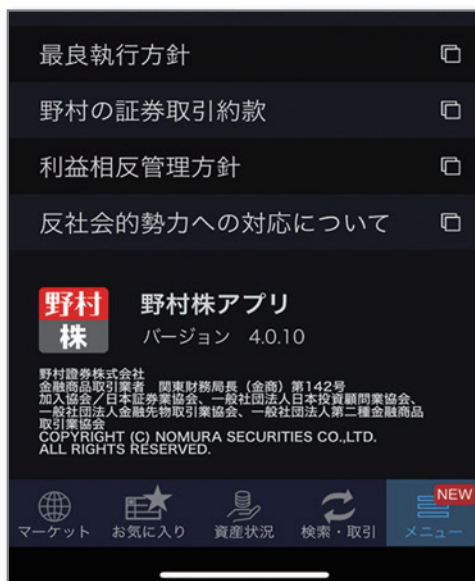 最良執行方針
野村の証券取引約款
利益相反管理方針
反社会的勢力への対応について
野村
株
野村株アプリ
バージョン 4.0.10
野村證券株式会社
金融商品取引業者 関東財務局長（金商）第142号
加入協会／日本証券業協会、一般社団法人日本投資顧問業協会、
一般社団法人金融先物取引業協会、一般社団法人第二種金融商品
取引業協会
COPYRIGHT (C) NOMURA SECURITIES CO.,LTD.
ALL RIGHTS RESERVED.
NEW
マーケット お気に入り 資産状況 検索・取引 メニュー